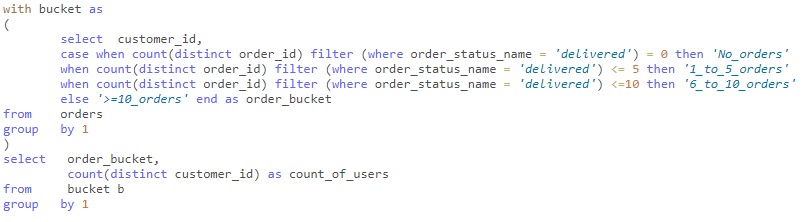 with bucket as
(
select customer_id,
case when count(distinct order_id) filter (where order_status_name = 'delivered') = 0 then 'No_orders'
when count(distinct order_id) filter (where order_status_name = 'delivered') <= 5 then '1_to_5_orders'
when count(distinct order_id) filter (where order_status_name = 'delivered') <=10 then '6_to_10_orders'
else '>=10_orders' end as order_bucket
from orders
group by 1
)
select order_bucket,
count(distinct customer_id) as count_of_users
from bucket b
group by 1